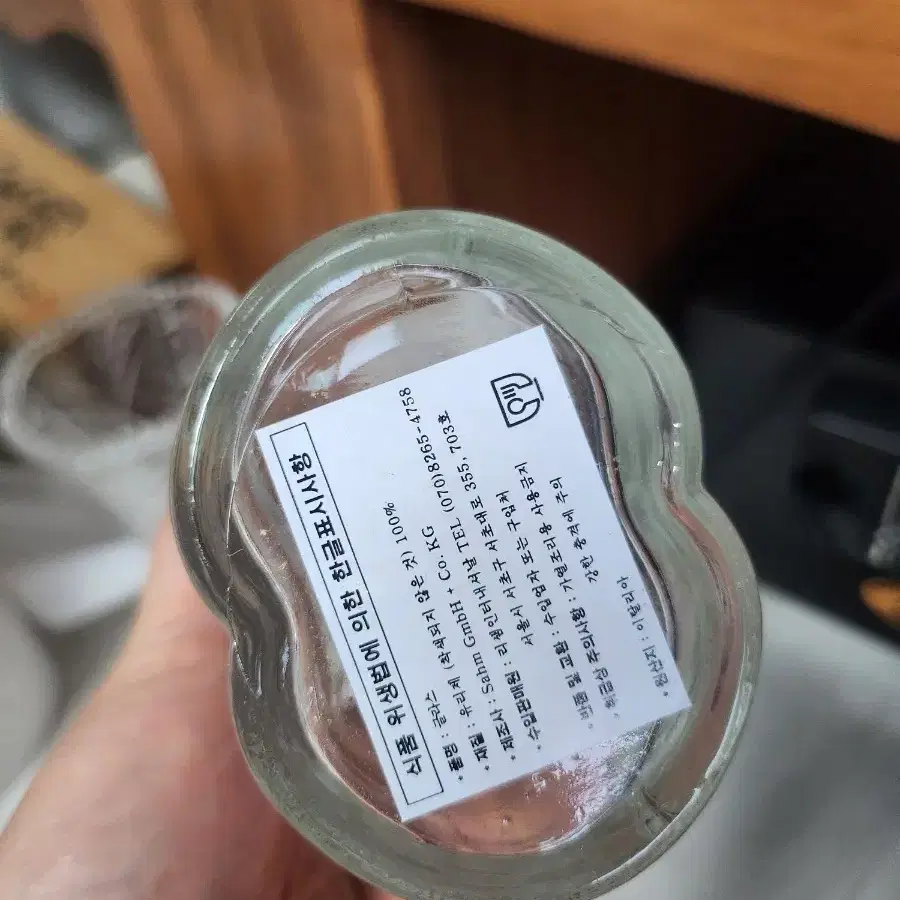 식품 위생법에 의한 한글표시사항
* 품명 : 글라스
* 재질 : 유리제 (착색되지 않은 것) 100%
* 제조사 : Sahm GmbH + Co. KG
* 수입판매원 : 리쳄인터내셔널 TEL (070)8265-4758
서울시 서초구 서초대로 355, 703호
* 반품 및 교환 : 수입업자 또는 구입처
* 취급상 주의사항 : 가열조리용 사용금지
강한 충격에 주의
* 원산지 : 이탈리아